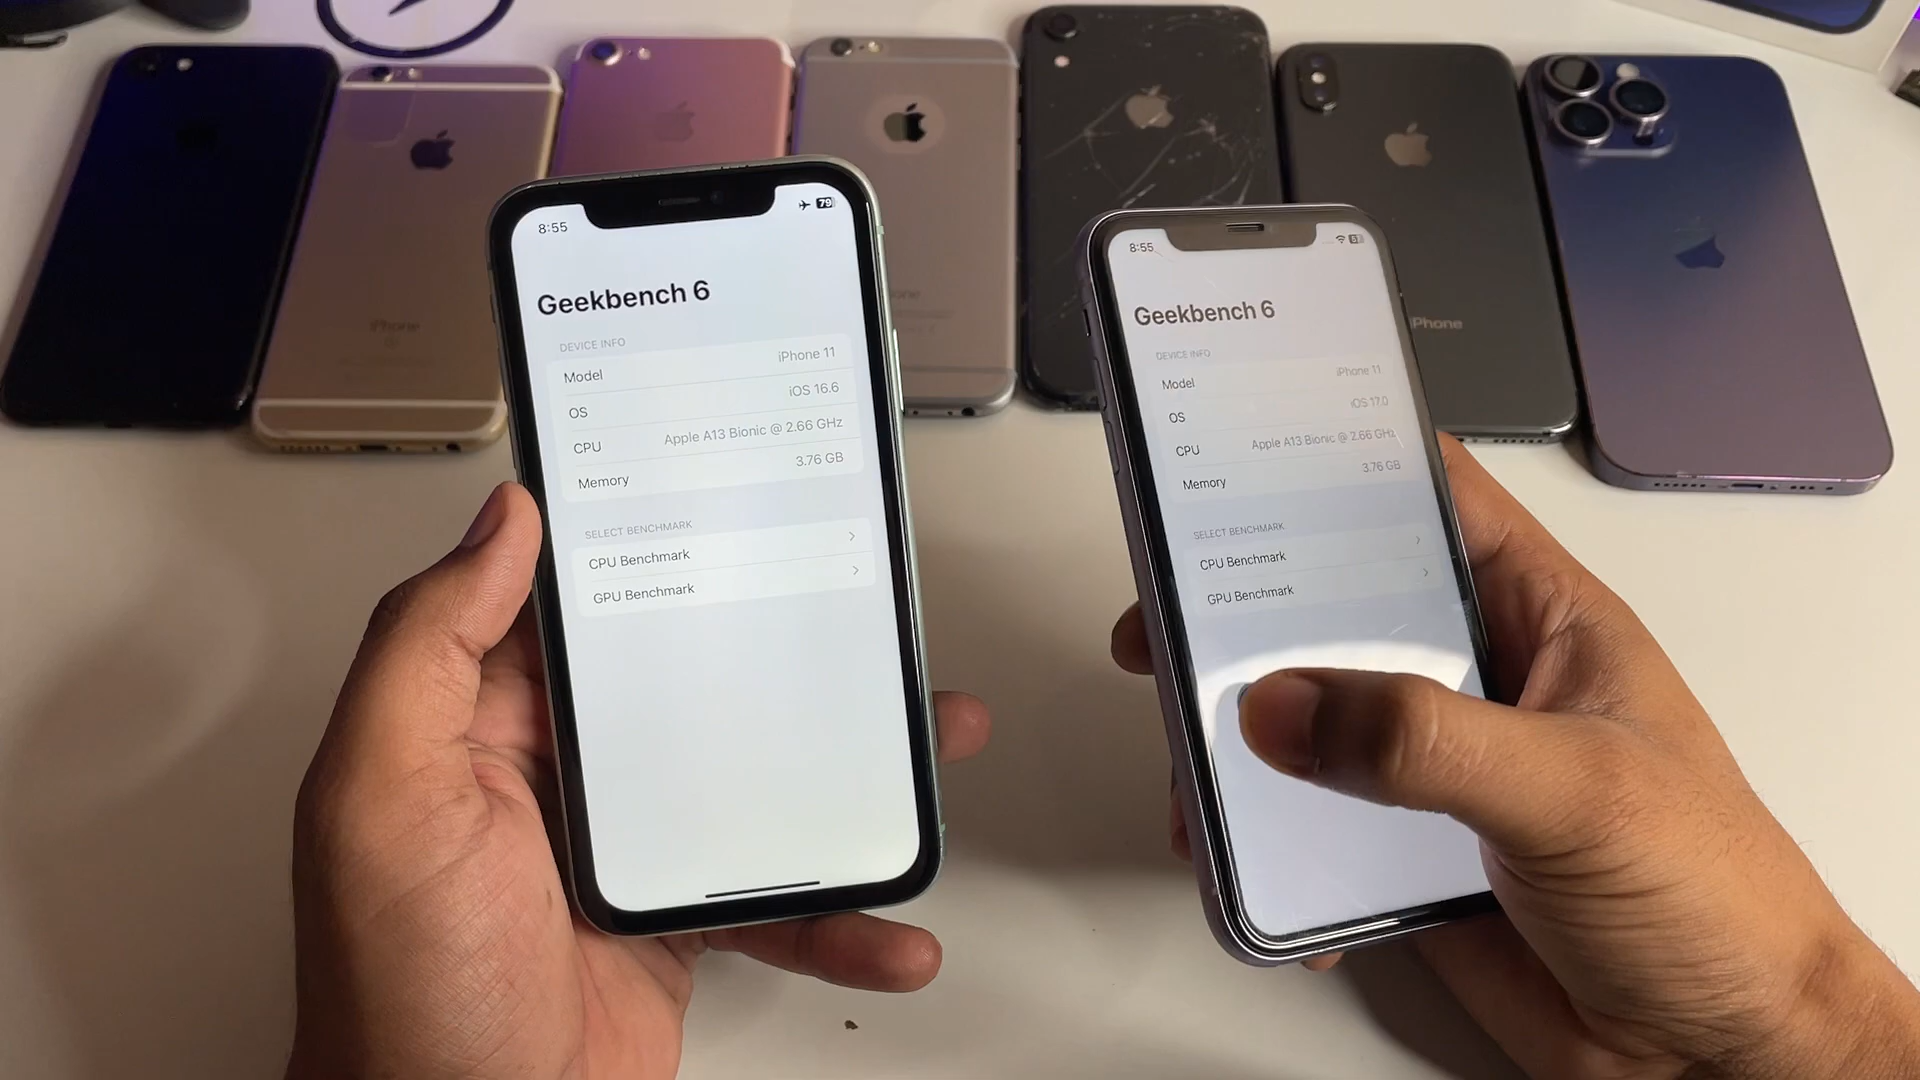 8:55
79
Geekbench 6
DEVICE INFO
Model iPhone 11
OS iOS 16.6
CPU Apple A13 Bionic @ 2.66 GHz
Memory 3.76 GB
SELECT BENCHMARK
CPU Benchmark
GPU Benchmark
8:55
Geekbench 6
DEVICE INFO
Model iPhone 11
OS iOS 17.0
CPU Apple A13 Bionic @ 2.66 GHz
Memory 3.76 GB
SELECT BENCHMARK
CPU Benchmark
GPU Benchmark
iPhone
iPhone